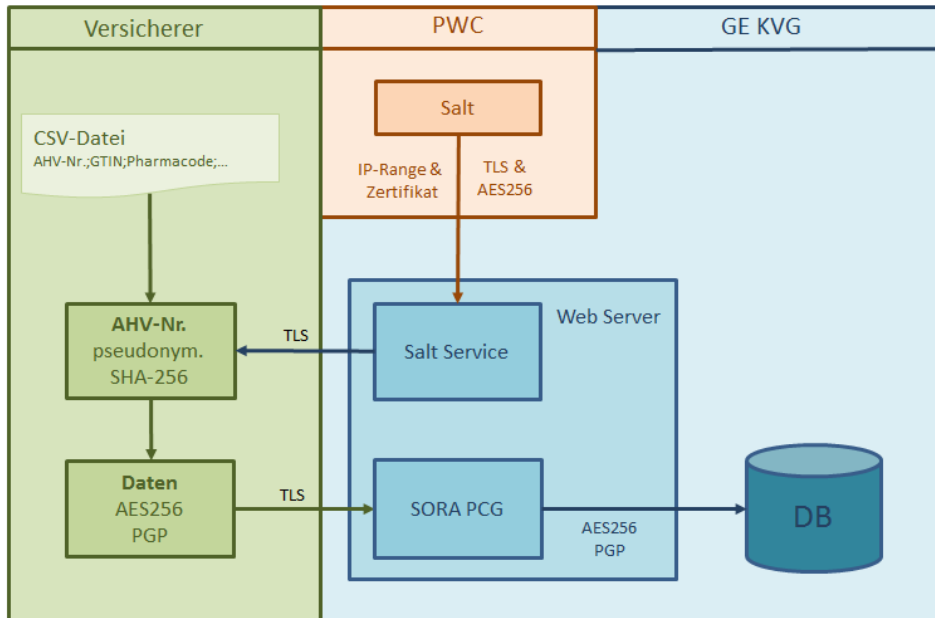 Versicherer
PWC
GE KVG
Salt
CSV-Datei
AHV-Nr.;GTIN;Pharmacode;...
IP-Range &
Zertifikat
TLS &
AES256
AHV-Nr.
pseudonym.
SHA-256
TLS
Salt Service
Web Server
Daten
AES256
PGP
TLS
SORA PCG
AES256
PGP
DB